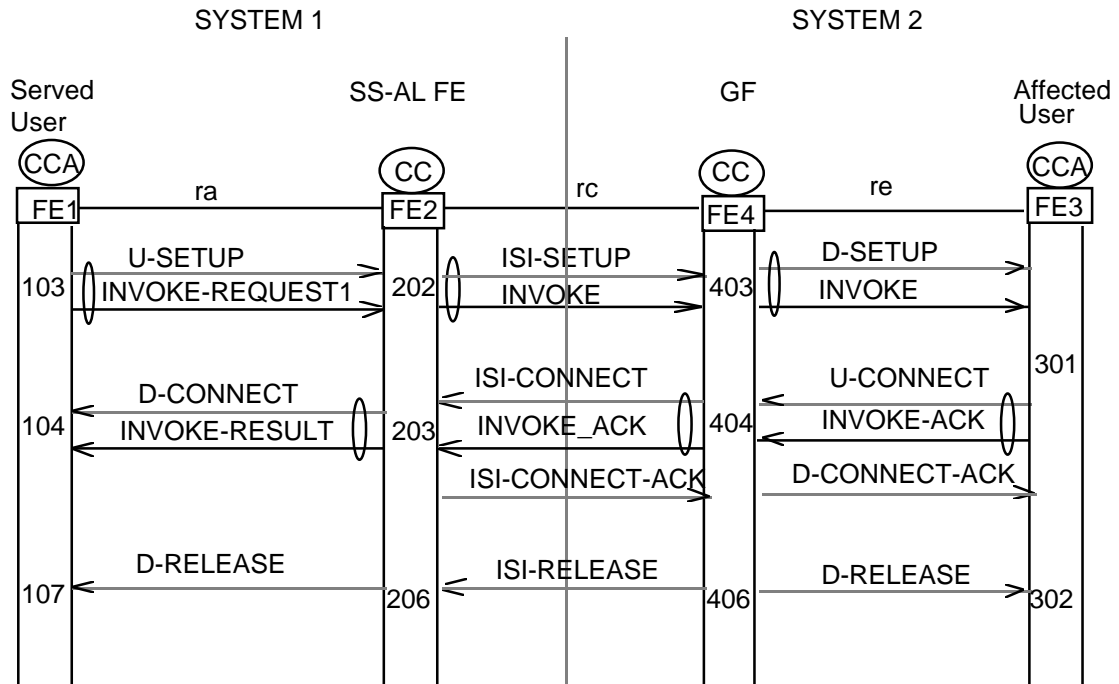 SYSTEM 1 SYSTEM 2
Served User SS-AL FE GF Affected User
CCA CC CC CCA
FE1 ra FE2 rc FE4 re FE3
U-SETUP ISI-SETUP D-SETUP
103 INVOKE-REQUEST1 202 INVOKE 403 INVOKE
301
D-CONNECT ISI-CONNECT U-CONNECT
104 INVOKE-RESULT 203 INVOKE_ACK 404 INVOKE-ACK
ISI-CONNECT-ACK D-CONNECT-ACK
D-RELEASE ISI-RELEASE D-RELEASE
107 206 406 302